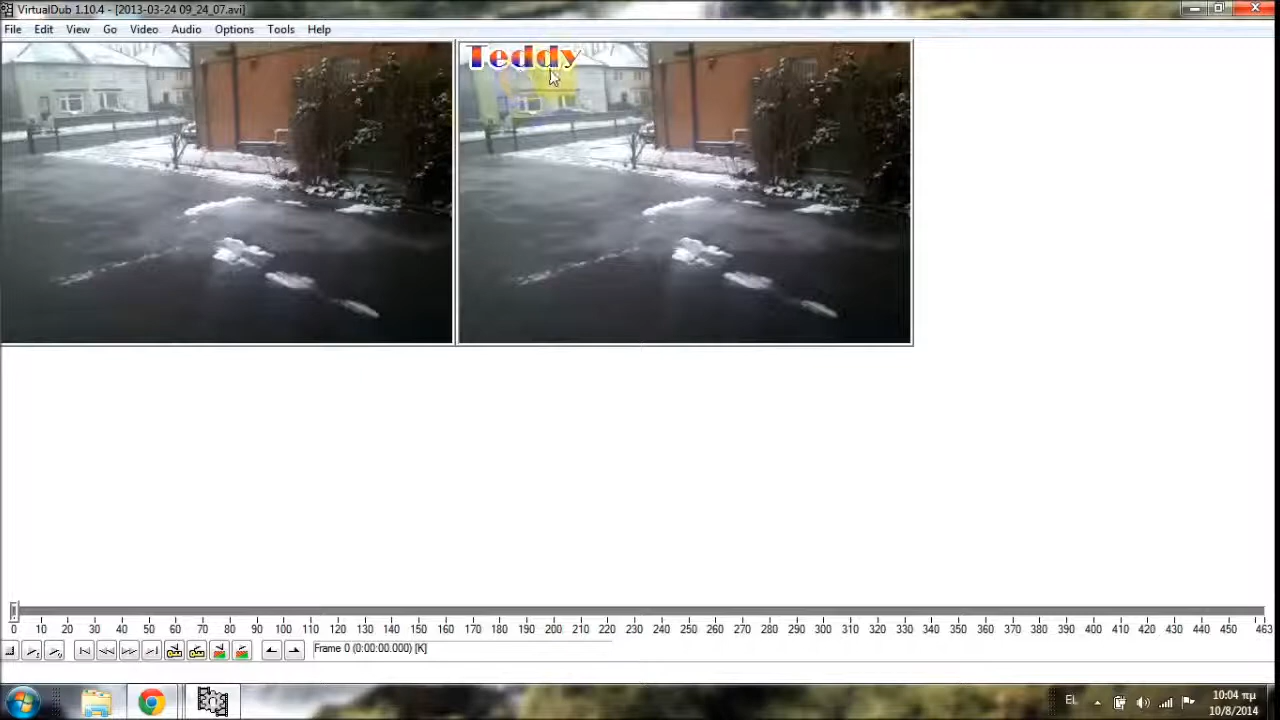 VirtualDub 1.10.4 - [2013-03-24 09_24_07.avi]
File Edit View Go Video Audio Options Tools Help
Teddy
0 10 20 30 40 50 60 70 80 90 100 110 120 130 140 150 160 170 180 190 200 210 220 230 240 250 260 270 280 290 300 310 320 330 340 350 360 370 380 390 400 410 420 430 440 450 463
Frame 0 (0:00:00.000) [K]
EL
10:04 πμ
10/8/2014